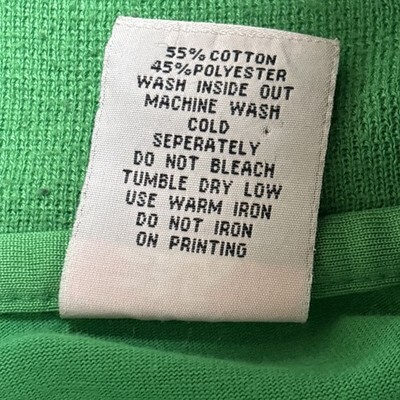 55% COTTON
45% POLYESTER
WASH INSIDE OUT
MACHINE WASH
COLD
SEPERATELY
DO NOT BLEACH
TUMBLE DRY LOW
USE WARM IRON
DO NOT IRON
ON PRINTING